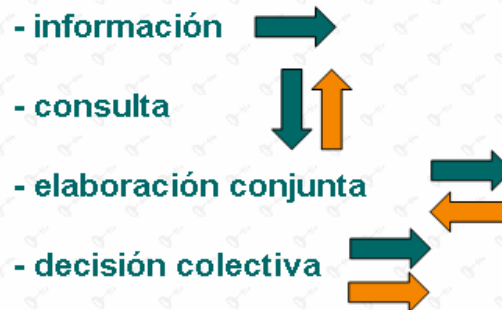 - información
- consulta
- elaboración conjunta
- decisión colectiva